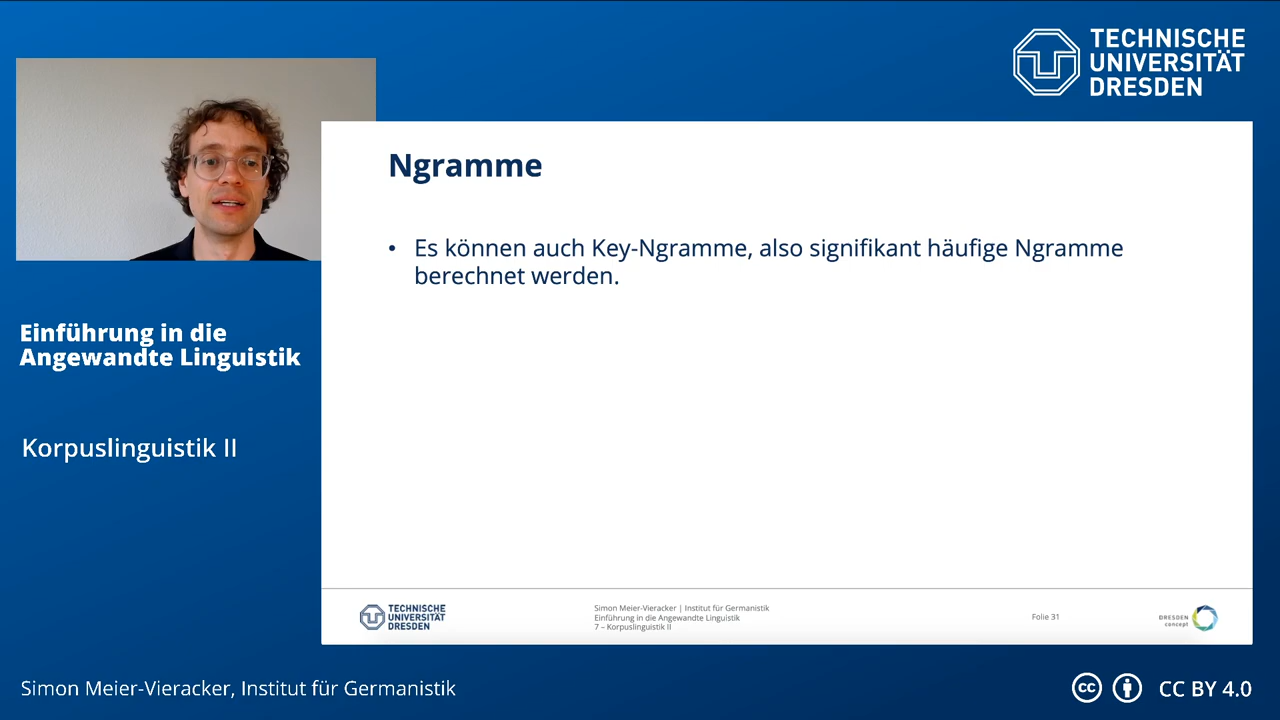 TECHNISCHE
UNIVERSITÄT
DRESDEN
Ngramme
• Es können auch Key-Ngramme, also signifikant häufige Ngramme
berechnet werden.
Einführung in die
Angewandte Linguistik
Korpuslinguistik II
TECHNISCHE
UNIVERSITÄT
DRESDEN
Simon Meier-Vieracker | Institut für Germanistik
Einführung in die Angewandte Linguistik
7 – Korpuslinguistik II
Folie 31
DRESDEN
concept
Simon Meier-Vieracker, Institut für Germanistik
cc
CC BY 4.0